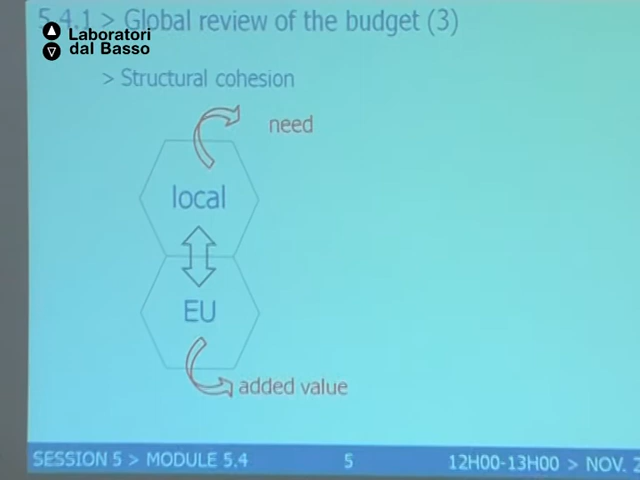 5.4.1 > Global review of the budget (3)
Laboratori
dal Basso
> Structural cohesion
need
local
EU
added value
SESSION 5 > MODULE 5.4
5
12H00-13H00 > NOV. 2